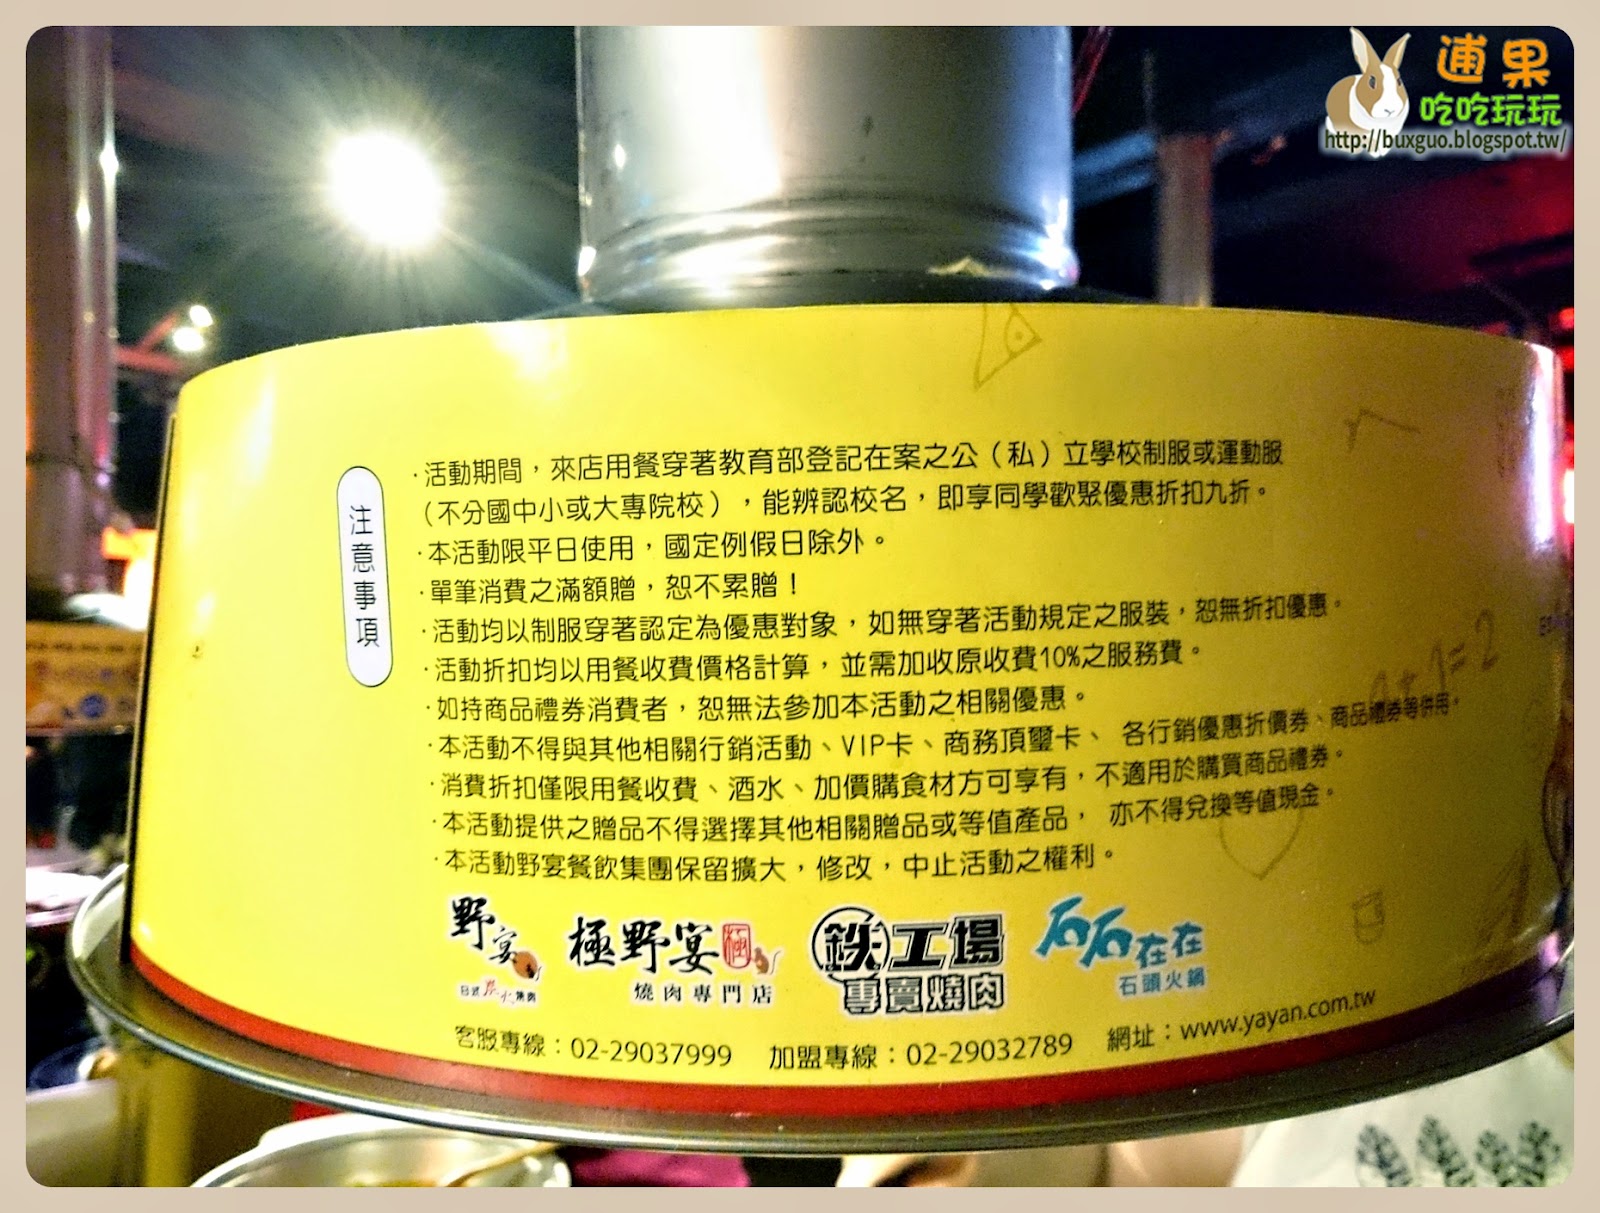 逋果
吃吃玩玩
http://buxguo.blogspot.tw/
注意事項
·活動期間，來店用餐穿著教育部登記在案之公（私）立學校制服或運動服
（不分國中小或大專院校），能辨認校名，即享同學歡聚優惠折扣九折。
·本活動限平日使用，國定例假日除外。
·單筆消費之滿額贈，恕不累贈！
·活動均以制服穿著認定為優惠對象，如無穿著活動規定之服裝，恕無折扣優惠。
·活動折扣均以用餐收費價格計算，並需加收原收費10%之服務費。
·如持商品禮券消費者，恕無法參加本活動之相關優惠。
·本活動不得與其他相關行銷活動、VIP卡、商務頂璽卡、各行銷優惠折價券、商品禮券等併用。
·消費折扣僅限用餐收費、酒水、加價購食材方可享有，不適用於購買商品禮券。
·本活動提供之贈品不得選擇其他相關贈品或等值產品，亦不得兌換等值現金。
·本活動野宴餐飲集團保留擴大，修改，中止活動之權利。
野宴
日式炭火燒肉
極野宴 極
燒肉專門店
鉄工場
專賣燒肉
石石在在
石頭火鍋
客服專線：02-29037999 加盟專線：02-29032789 網址：www.yayan.com.tw